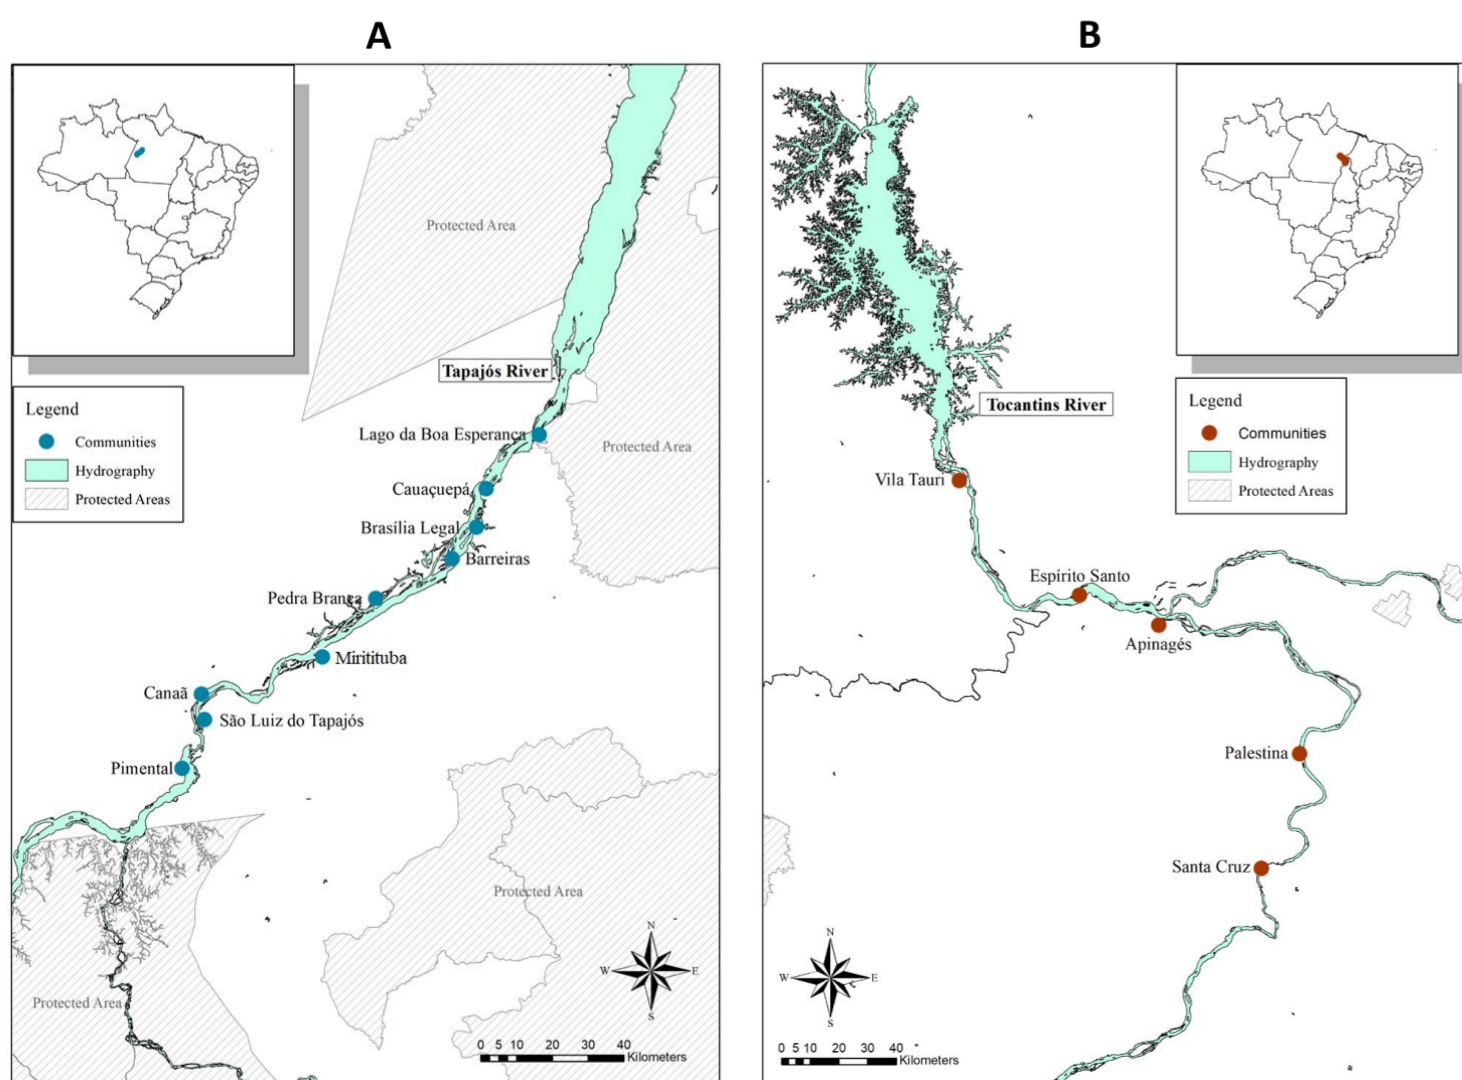 A
Protected Area
Tapajós River
Legend
Communities
Hydrography
Protected Areas
Lago da Boa Esperança
Protected Area
Cauaçuepá
Brasília Legal
Barreiras
Pedra Branca
Miritituba
Canaã
São Luiz do Tapajós
Pimental
Protected Area
Protected Area
N
W
E
S
0 5 10 20 30 40
Kilometers
B
Tocantins River
Legend
Communities
Hydrography
Protected Areas
Vila Tauri
Espírito Santo
Apinagés
Palestina
Santa Cruz
N
W
E
S
0 5 10 20 30 40
Kilometers